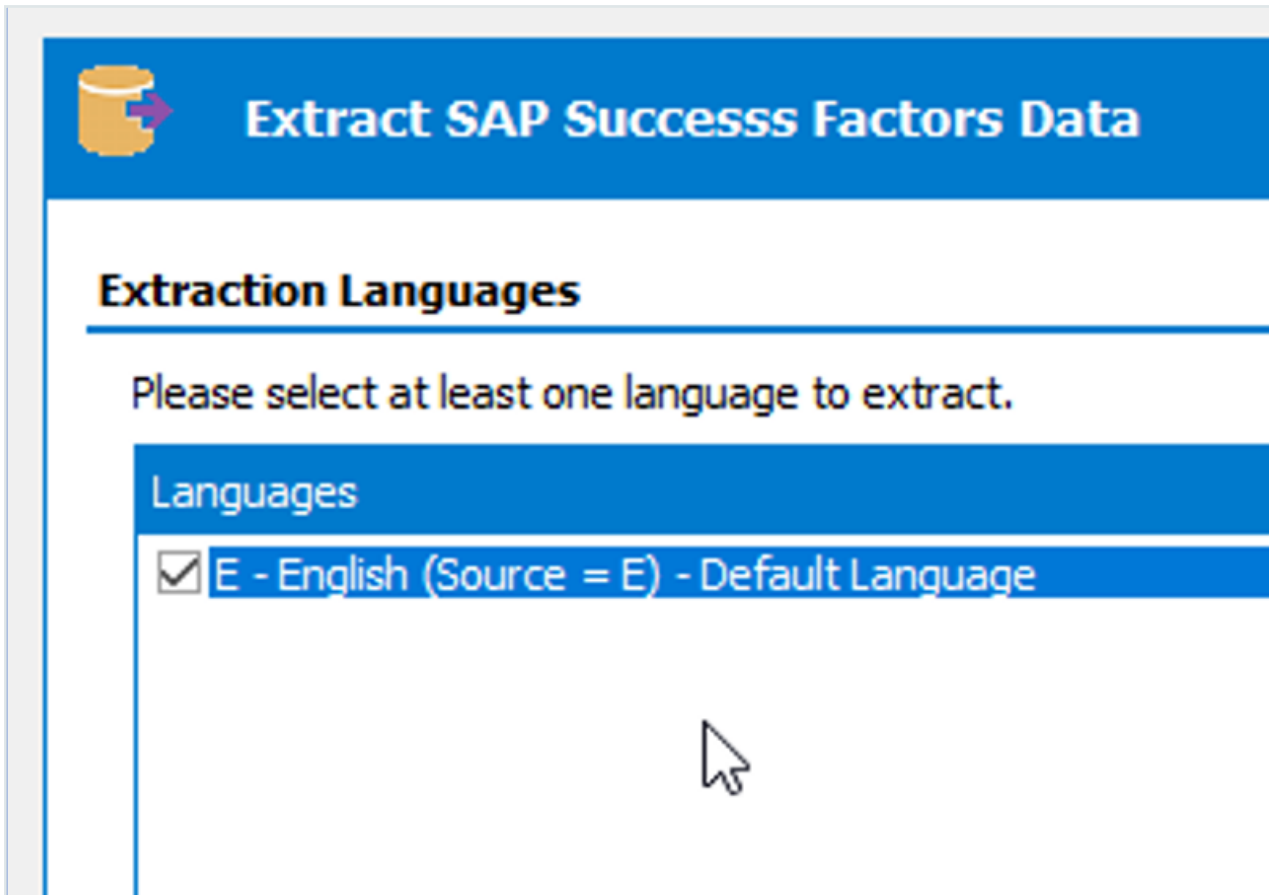 Extract SAP Successs Factors Data
Extraction Languages
Please select at least one language to extract.
Languages
E - English (Source = E) - Default Language